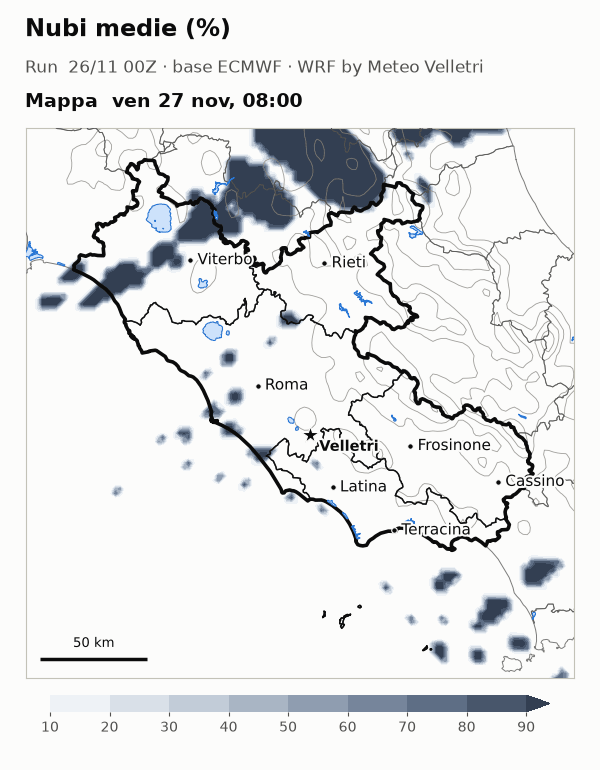 Nubi medie (%)
Run  26/11 00Z · base ECMWF · WRF by Meteo Velletri
Mappa  ven 27 nov, 08:00
Viterbo
Rieti
Roma
Velletri
Frosinone
Latina
Cassino
Terracina
50 km
10 20 30 40 50 60 70 80 90